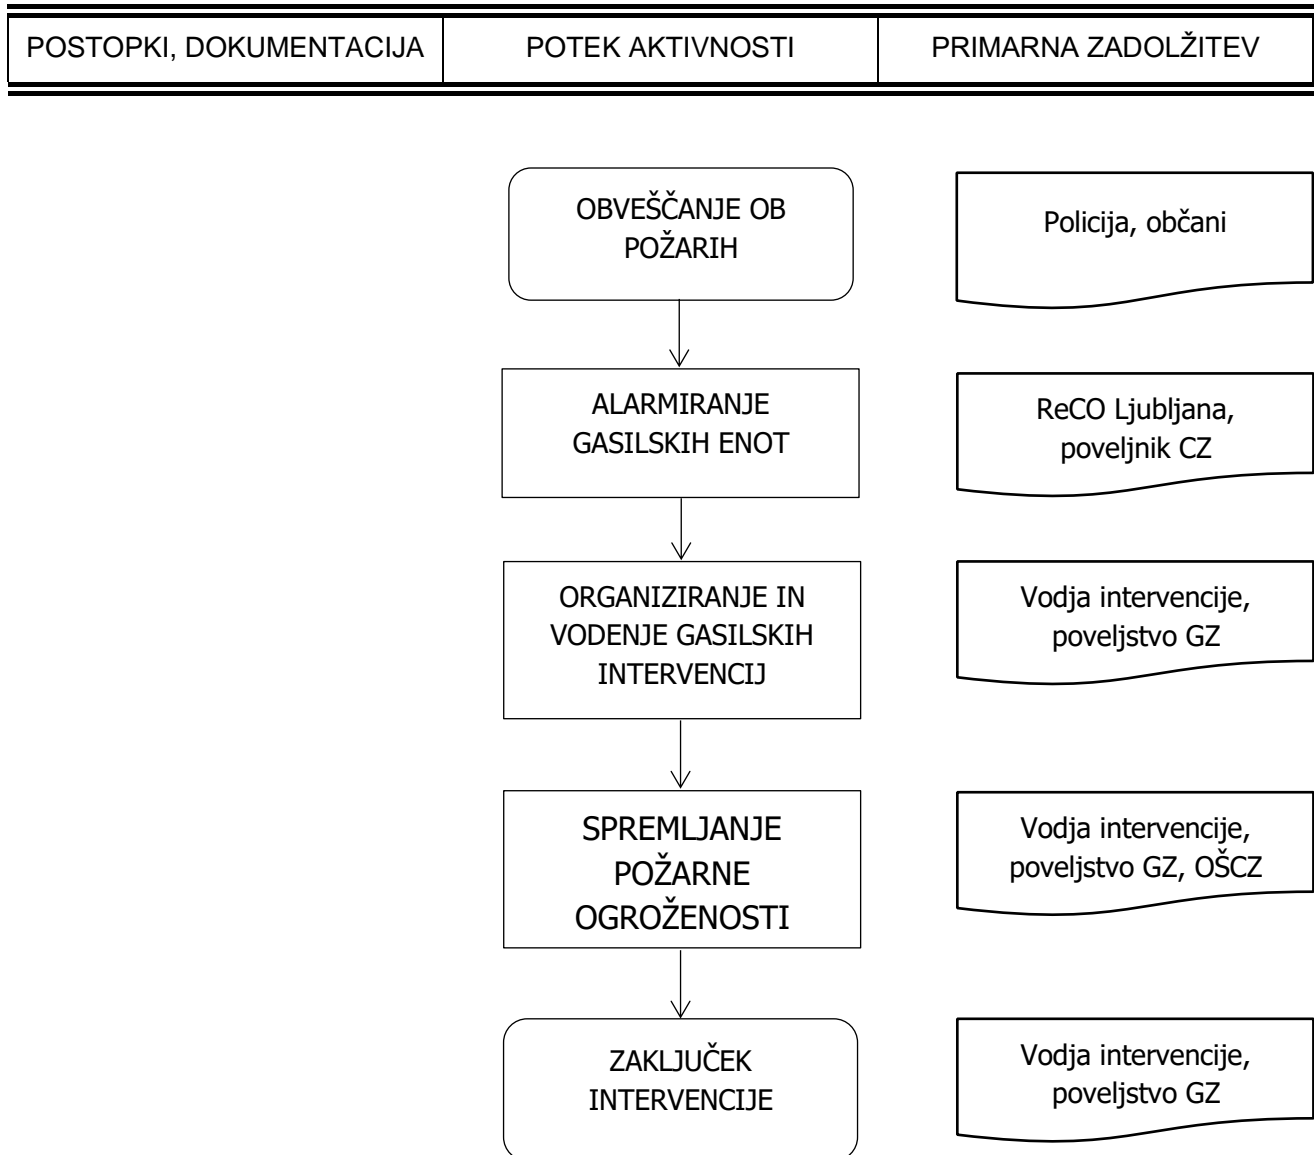 POSTOPKI, DOKUMENTACIJA
POTEK AKTIVNOSTI
PRIMARNA ZADOLŽITEV
OBVEŠČANJE OB
POŽARIH
Policija, občani
ALARMIRANJE
GASILSKIH ENOT
ReCO Ljubljana,
poveljnik CZ
ORGANIZIRANJE IN
VODENJE GASILSKIH
INTERVENCIJ
Vodja intervencije,
poveljstvo GZ
SPREMLJANJE
POŽARNE
OGROŽENOSTI
Vodja intervencije,
poveljstvo GZ, OŠCZ
ZAKLJUČEK
INTERVENCIJE
Vodja intervencije,
poveljstvo GZ